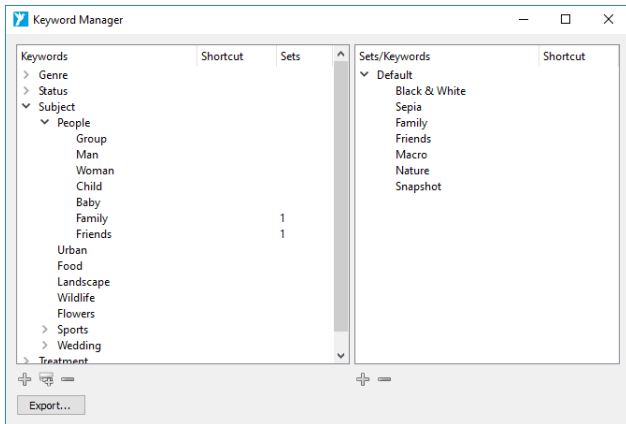 Keyword Manager
Keywords Shortcut Sets
Genre
Status
Subject
People
Group
Man
Woman
Child
Baby
Family 1
Friends 1
Urban
Food
Landscape
Wildlife
Flowers
Sports
Wedding
Treatment
Export...
Sets/Keywords Shortcut
Default
Black & White
Sepia
Family
Friends
Macro
Nature
Snapshot